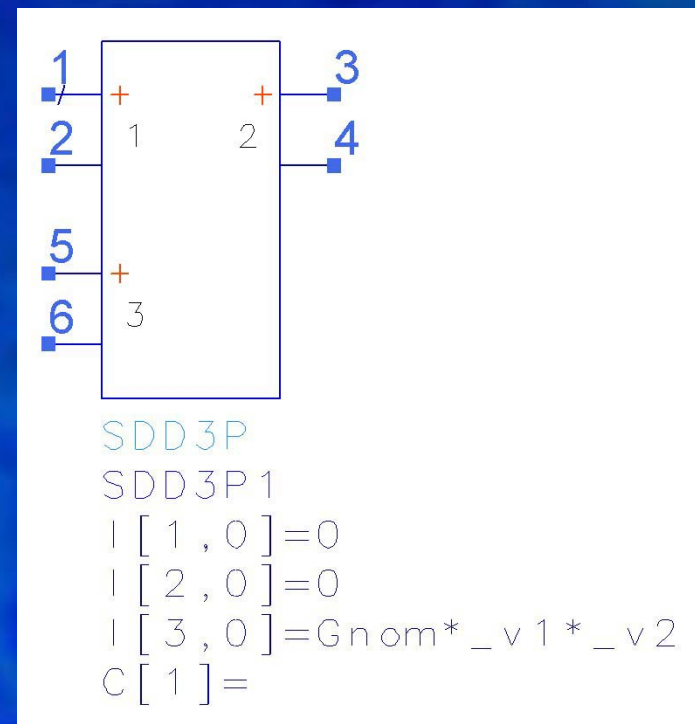 1 3
+ +
2 1 2 4
5 +
6 3
SDD3P
SDD3P1
I[1,0]=0
I[2,0]=0
I[3,0]=Gnom*_v1*_v2
C[1]=